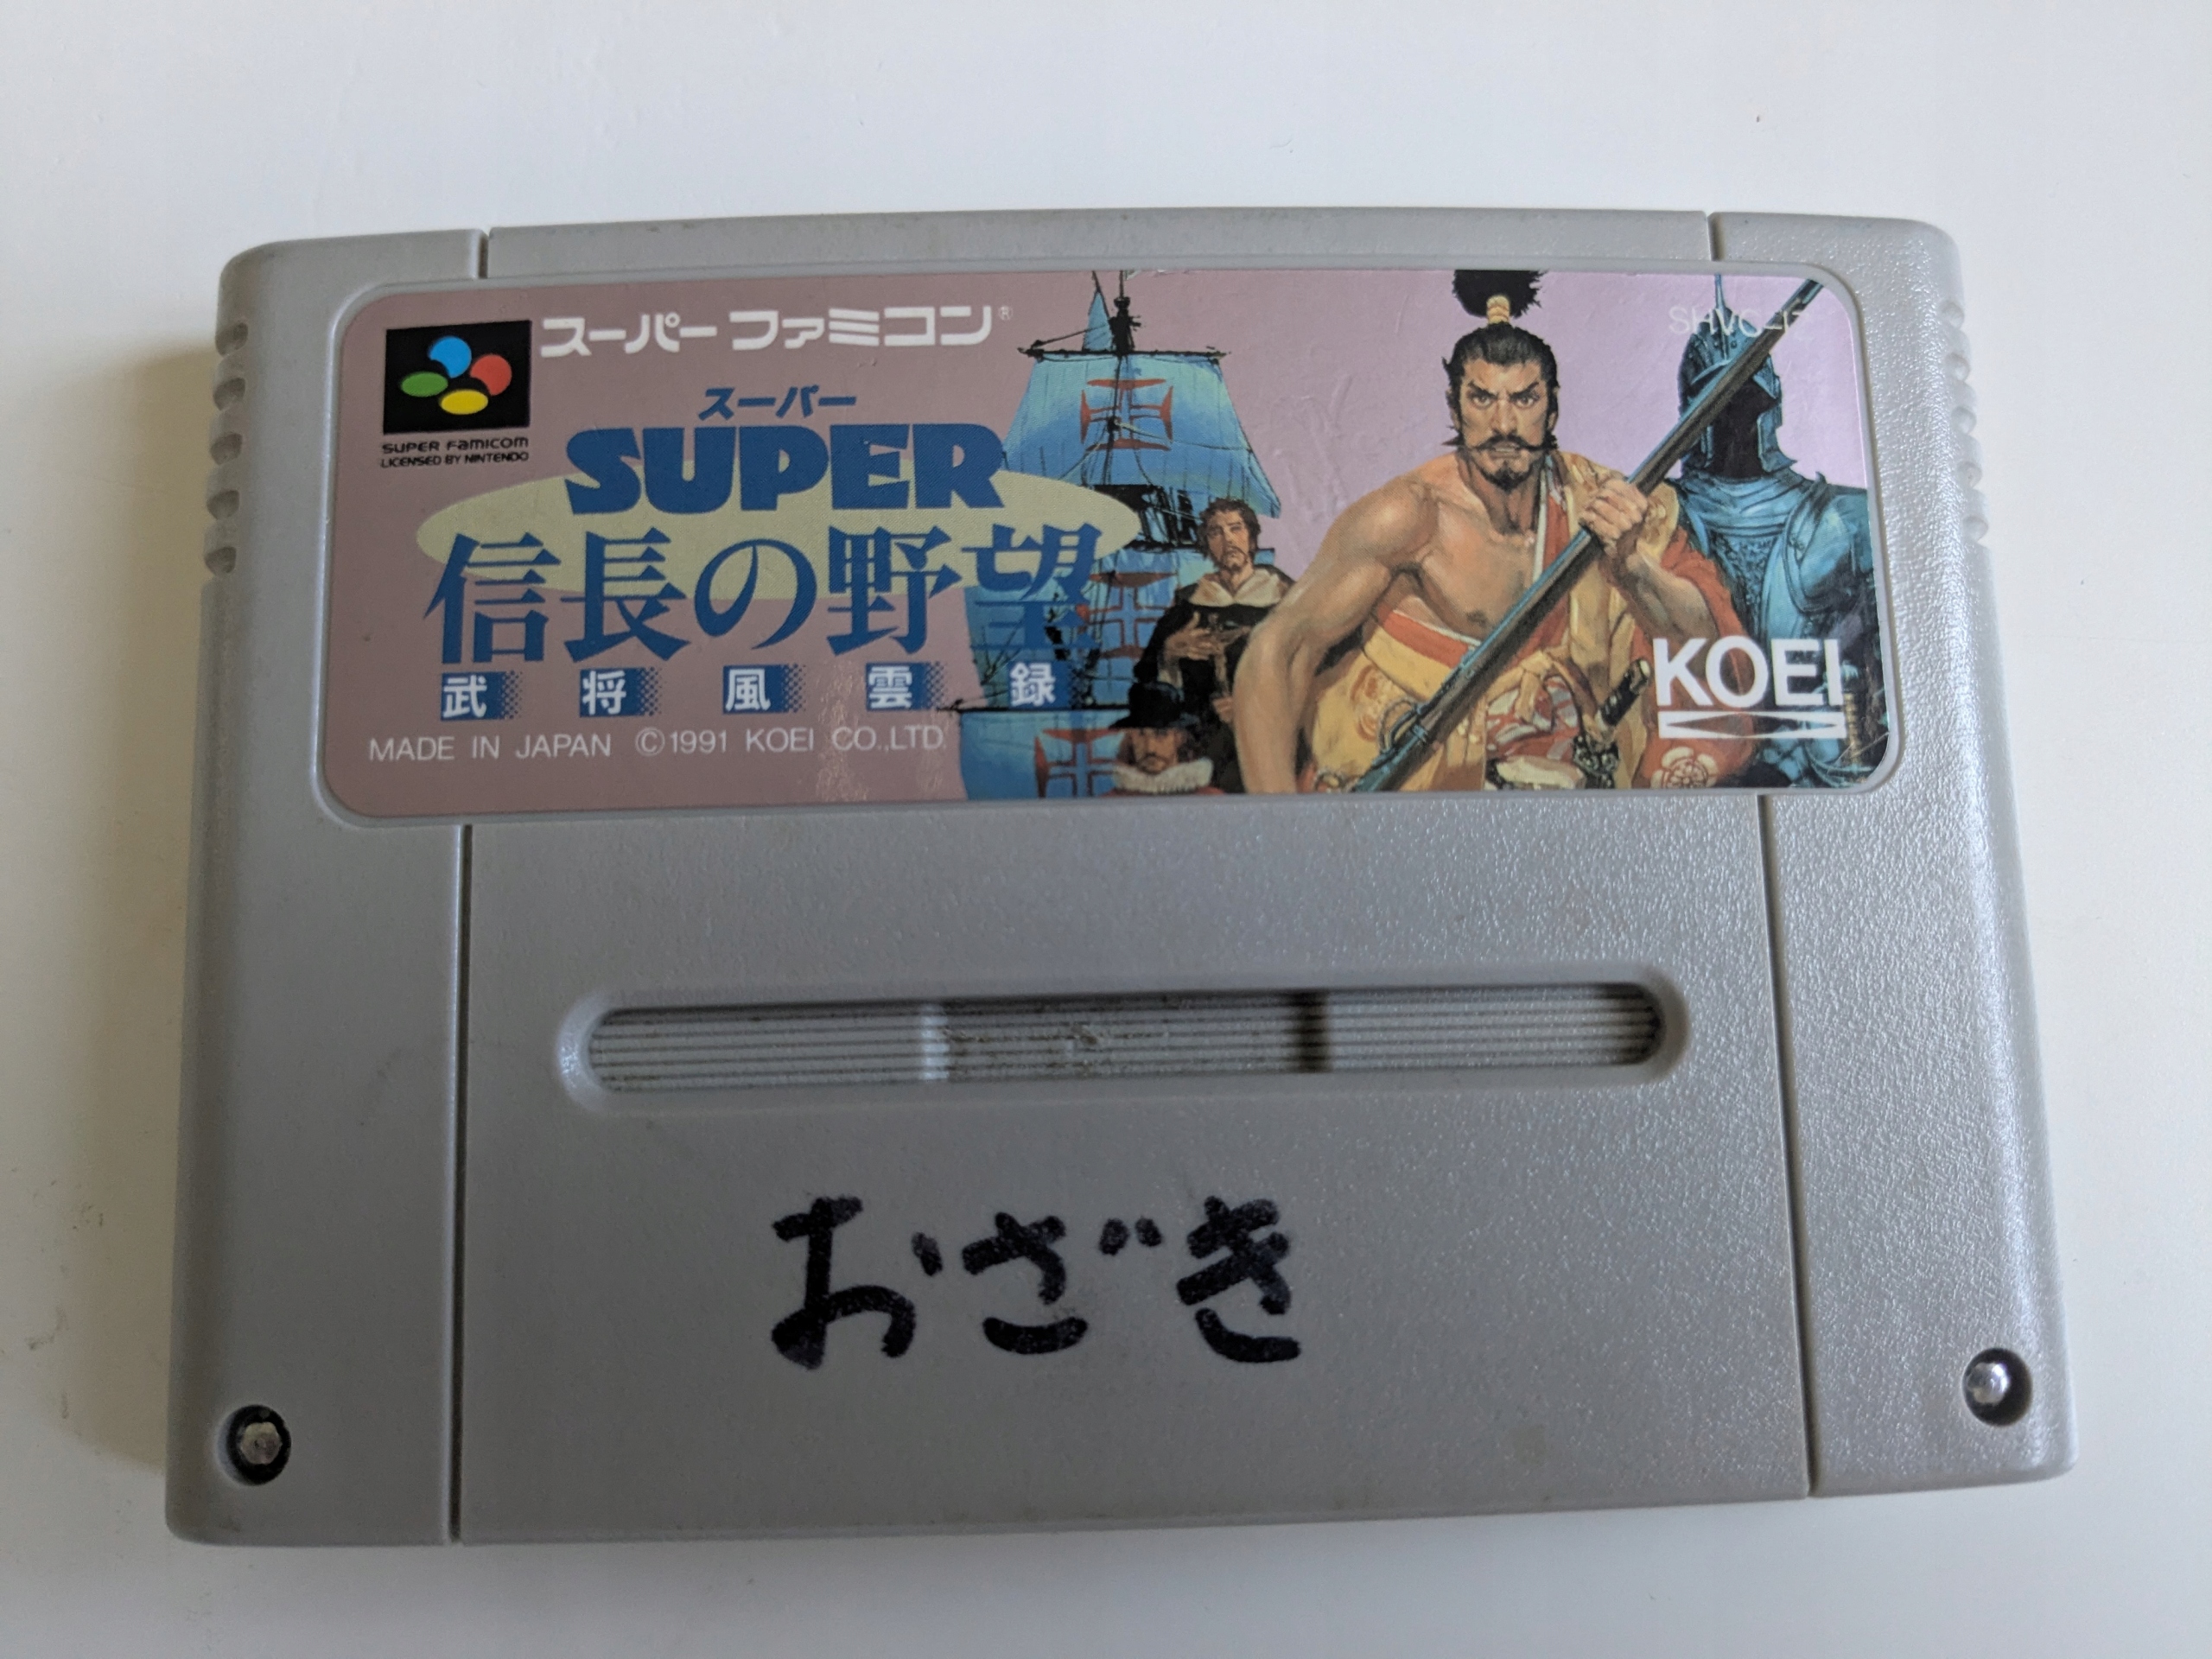 スーパーファミコン®
SUPER FAMICOM
LICENSED BY NINTENDO
スーパー
SUPER
信長の野望
武将風雲録
MADE IN JAPAN ©1991 KOEI CO.,LTD.
KOEI
おざき